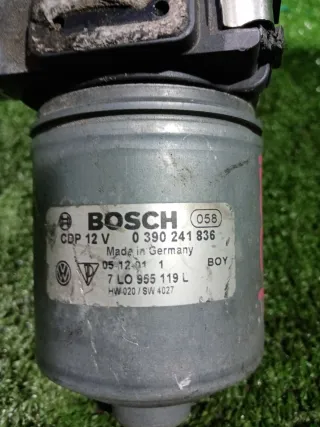 BOSCH 058
CDP 12 V 0 390 241 836
Made in Germany
05.12.01 1 BOY
7 L0 955 119 L
HW 020 / SW 4027